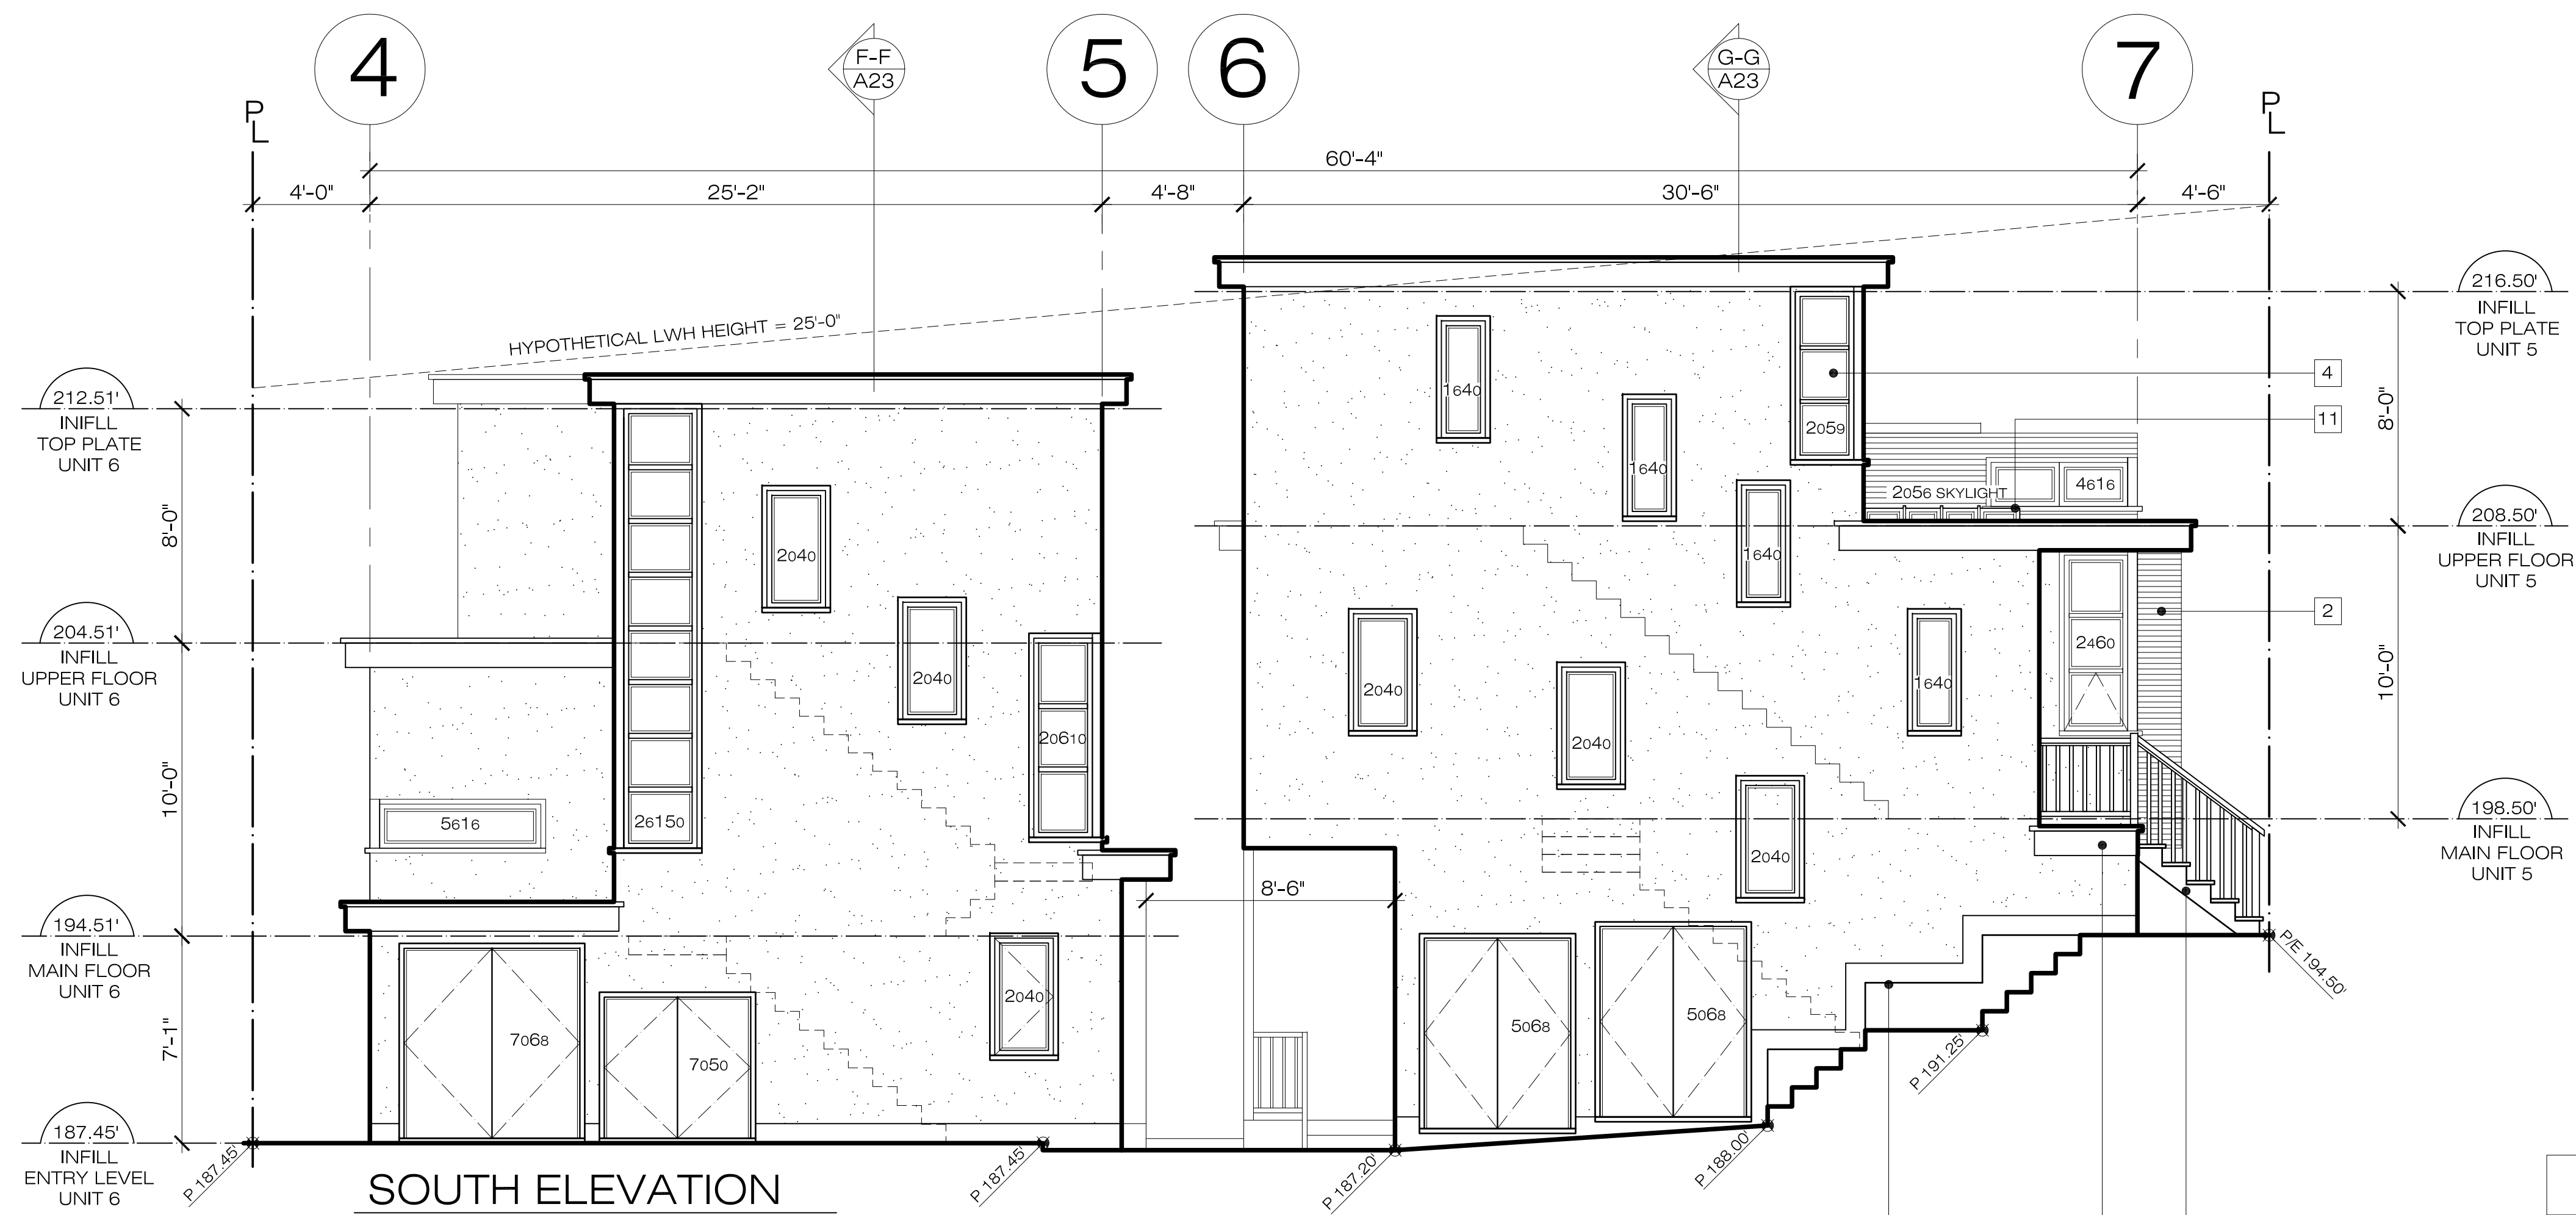 4
F-F
A23
5
6
G-G
A23
7
PL
PL
60'-4"
4'-0"
25'-2"
4'-8"
30'-6"
4'-6"
HYPOTHETICAL LWH HEIGHT = 25'-0"
212.51'
INIFLL
TOP PLATE
UNIT 6
8'-0"
204.51'
INFILL
UPPER FLOOR
UNIT 6
10'-0"
194.51'
INFILL
MAIN FLOOR
UNIT 6
7'-1"
187.45'
INFILL
ENTRY LEVEL
UNIT 6
216.50'
INFILL
TOP PLATE
UNIT 5
8'-0"
208.50'
INFILL
UPPER FLOOR
UNIT 5
10'-0"
198.50'
INFILL
MAIN FLOOR
UNIT 5
4
11
2
2040
2040
20610
26150
5616
2040
7068
7050
1640
1640
1640
2059
2056 SKYLIGHT
4616
2460
2040
2040
1640
2040
8'-6"
5068
5068
P 187.45'
P 187.45'
P 187.20'
P 188.00'
P 191.25'
P/E 194.50'
SOUTH ELEVATION